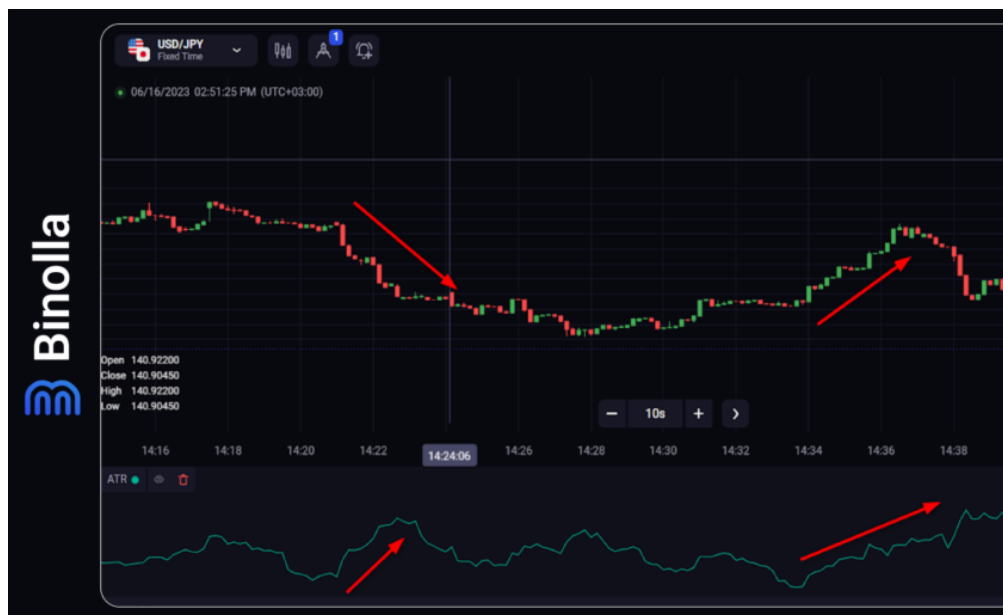 USD/JPY
Fixed Time
1
06/16/2023 02:51:25 PM (UTC+03:00)
Binolla
Open 140.92200
Close 140.90450
High 140.92200
Low 140.90450
− 10s +
14:16 14:18 14:20 14:22 14:24:06 14:26 14:28 14:30 14:32 14:34 14:36 14:38
ATR